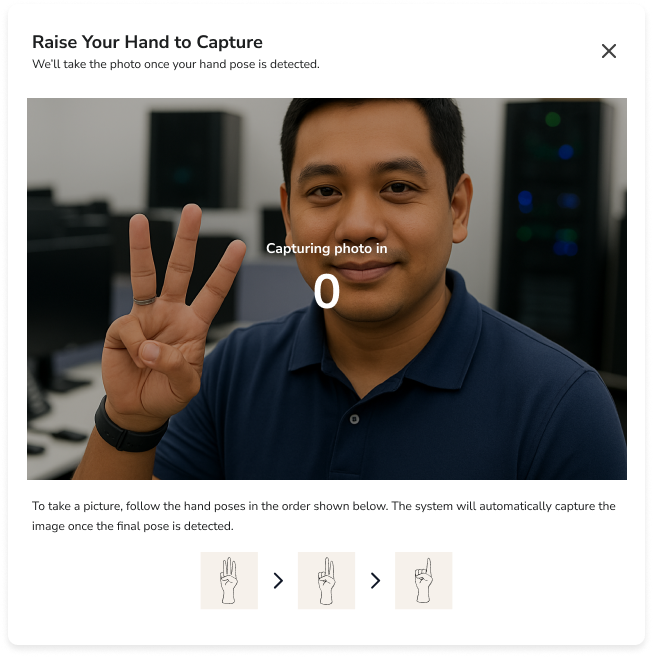 Raise Your Hand to Capture
We'll take the photo once your hand pose is detected.
Capturing photo in
0
To take a picture, follow the hand poses in the order shown below. The system will automatically capture the
image once the final pose is detected.